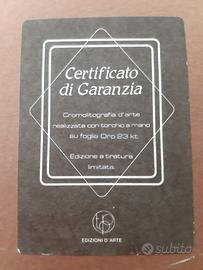 Certificato
di Garanzia
Cromolitografia d'arte
realizzata con torchio a mano
su foglia Oro 23 kt.
Edizione a tiratura
limitata.
EDIZIONI D'ARTE
subito